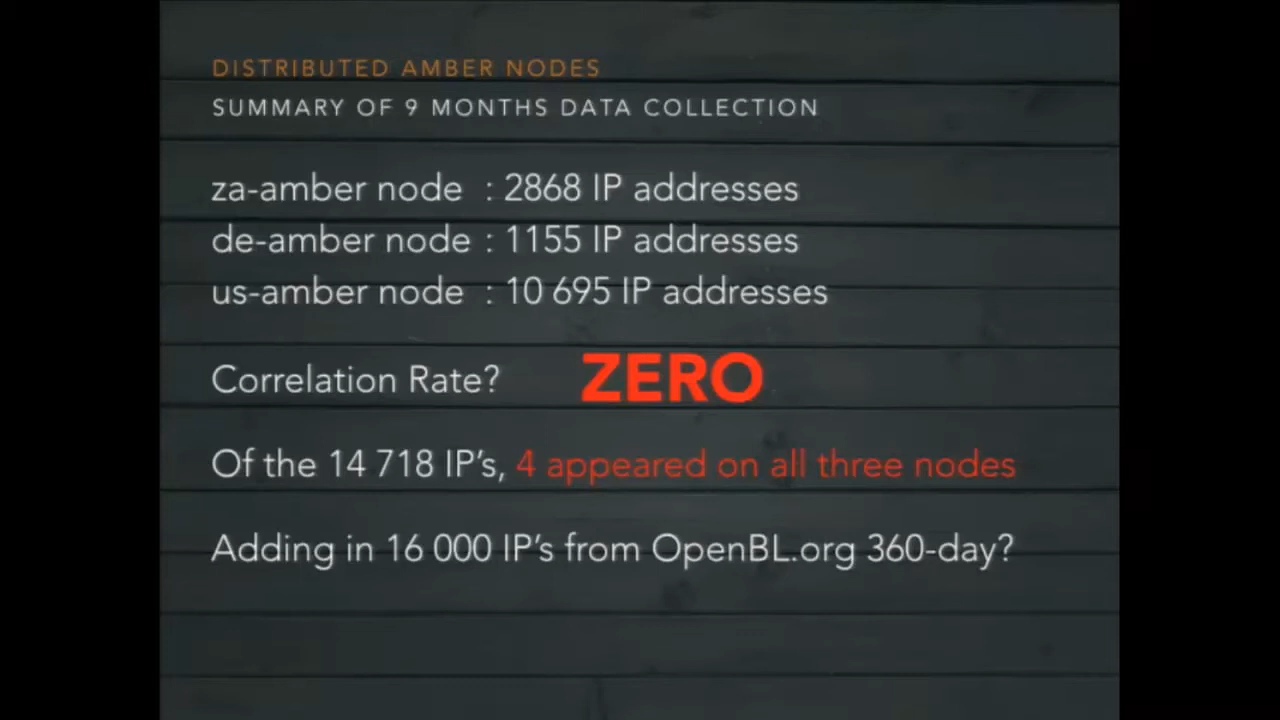 DISTRIBUTED AMBER NODES
SUMMARY OF 9 MONTHS DATA COLLECTION
za-amber node : 2868 IP addresses
de-amber node : 1155 IP addresses
us-amber node : 10 695 IP addresses
Correlation Rate? ZERO
Of the 14 718 IP's, 4 appeared on all three nodes
Adding in 16 000 IP's from OpenBL.org 360-day?